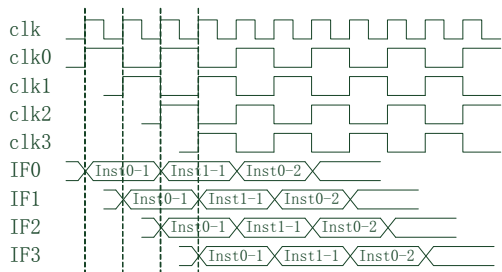 clk
clk0
clk1
clk2
clk3
IF0 Inst0-1 Inst1-1 Inst0-2
IF1 Inst0-1 Inst1-1 Inst0-2
IF2 Inst0-1 Inst1-1 Inst0-2
IF3 Inst0-1 Inst1-1 Inst0-2